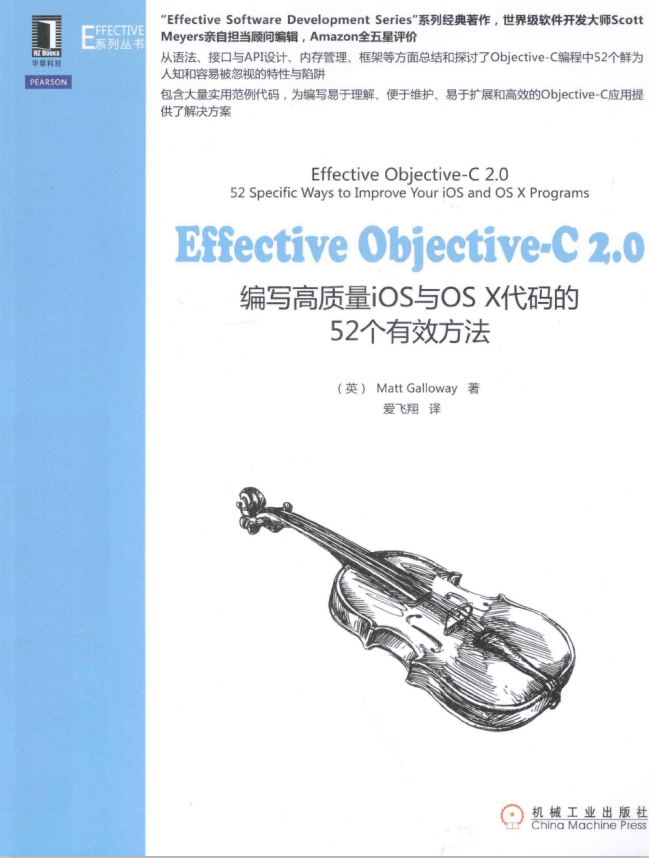 HZ Books
华章科技
PEARSON
EFFECTIVE
系列丛书
“Effective Software Development Series”系列经典著作，世界级软件开发大师Scott
Meyers亲自担当顾问编辑，Amazon全五星评价
从语法、接口与API设计、内存管理、框架等方面总结和探讨了Objective-C编程中52个鲜为
人知和容易被忽视的特性与陷阱
包含大量实用范例代码，为编写易于理解、便于维护、易于扩展和高效的Objective-C应用提
供了解决方案
Effective Objective-C 2.0
52 Specific Ways to Improve Your iOS and OS X Programs
Effective Objective-C 2.0
编写高质量iOS与OS X代码的
52个有效方法
（英） Matt Galloway 著
爱飞翔 译
机械工业出版社
China Machine Press